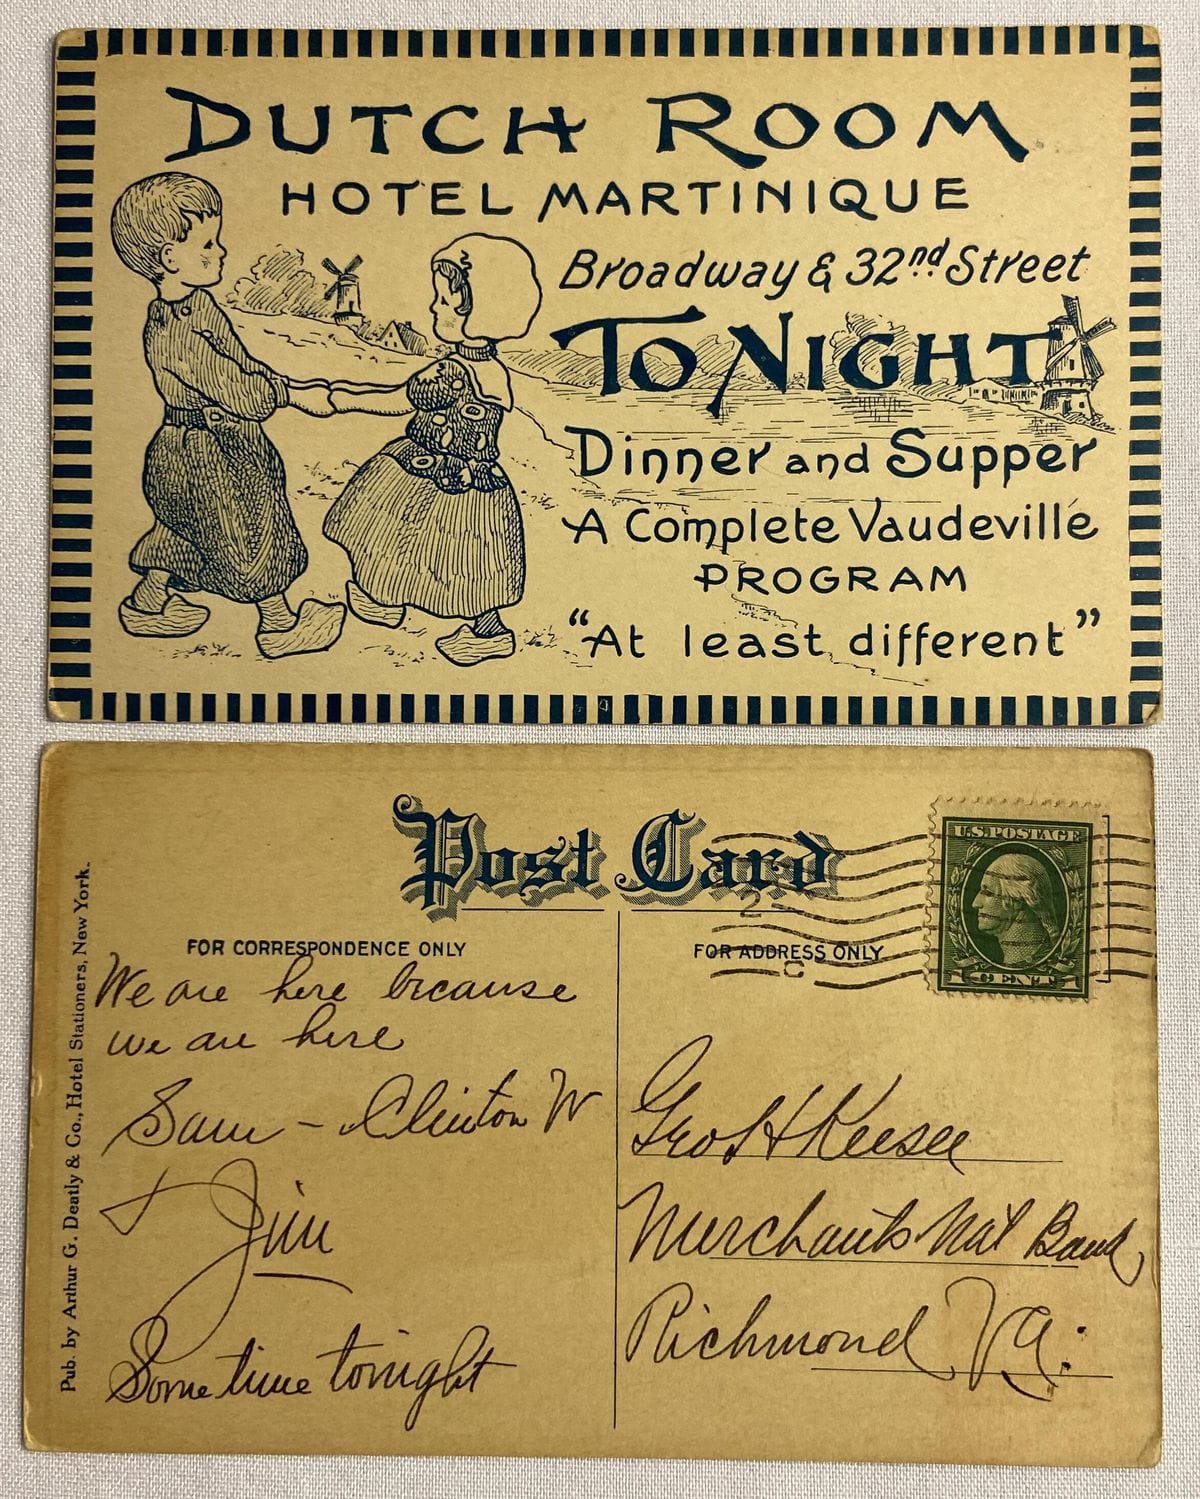 DUTCH ROOM
HOTEL MARTINIQUE
Broadway & 32nd Street
TO NIGHT
Dinner and Supper
A Complete Vaudeville
PROGRAM
"At least different"
Post Card
U.S. POSTAGE
FOR CORRESPONDENCE ONLY
FOR ADDRESS ONLY
We are here because
we are here
Sam - Clinton W
+ Jim
Some time tonight
Geo H Keesee
Merchants Nat Bank
Richmond Va.
Pub. by Arthur G. Deatly & Co., Hotel Stationers, New York.